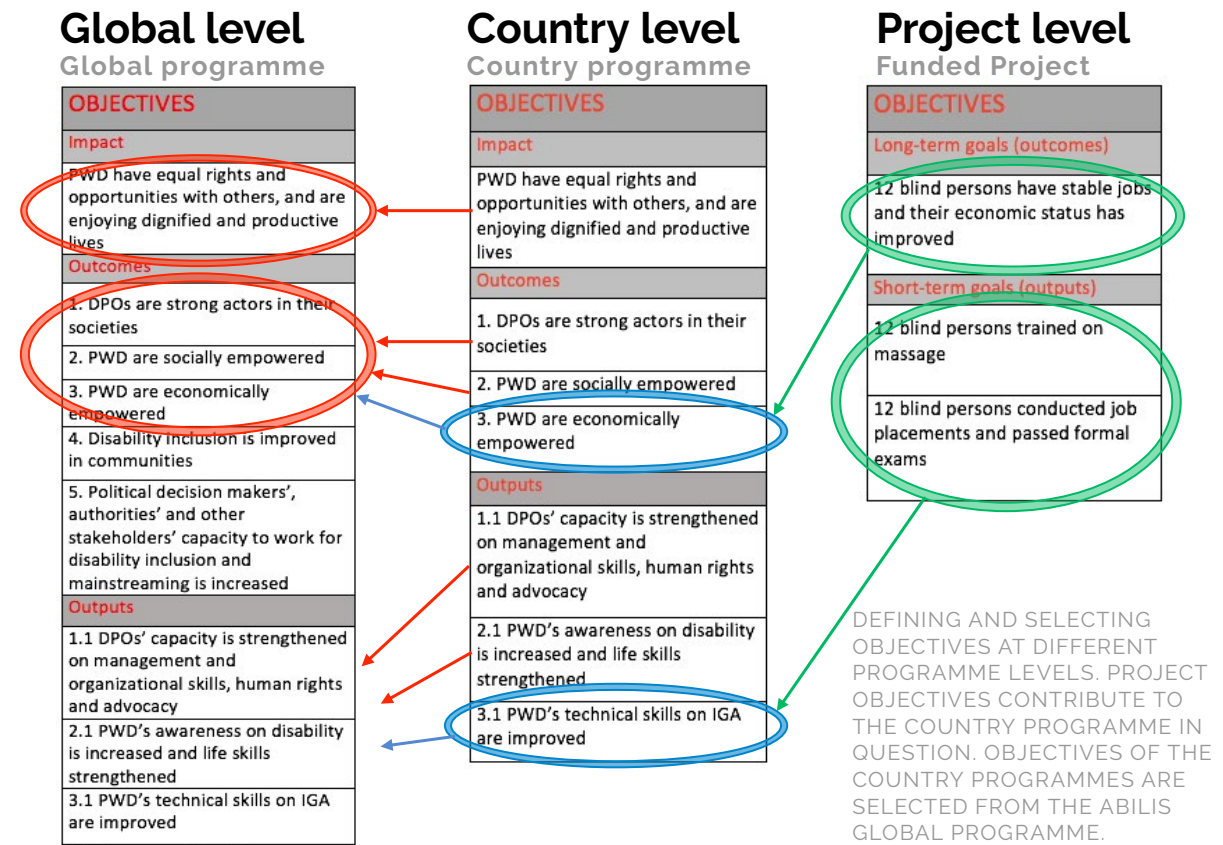 Global level
Global programme
OBJECTIVES
Impact
PWD have equal rights and
opportunities with others, and are
enjoying dignified and productive
lives
Outcomes
1. DPOs are strong actors in their
societies
2. PWD are socially empowered
3. PWD are economically
empowered
4. Disability inclusion is improved
in communities
5. Political decision makers',
authorities' and other
stakeholders' capacity to work for
disability inclusion and
mainstreaming is increased
Outputs
1.1 DPOs' capacity is strengthened
on management and
organizational skills, human rights
and advocacy
2.1 PWD's awareness on disability
is increased and life skills
strengthened
3.1 PWD's technical skills on IGA
are improved
Country level
Country programme
OBJECTIVES
Impact
PWD have equal rights and
opportunities with others, and are
enjoying dignified and productive
lives
Outcomes
1. DPOs are strong actors in their
societies
2. PWD are socially empowered
3. PWD are economically
empowered
Outputs
1.1 DPOs' capacity is strengthened
on management and
organizational skills, human rights
and advocacy
2.1 PWD's awareness on disability
is increased and life skills
strengthened
3.1 PWD's technical skills on IGA
are improved
Project level
Funded Project
OBJECTIVES
Long-term goals (outcomes)
12 blind persons have stable jobs
and their economic status has
improved
Short-term goals (outputs)
12 blind persons trained on
massage
12 blind persons conducted job
placements and passed formal
exams
DEFINING AND SELECTING
OBJECTIVES AT DIFFERENT
PROGRAMME LEVELS. PROJECT
OBJECTIVES CONTRIBUTE TO
THE COUNTRY PROGRAMME IN
QUESTION. OBJECTIVES OF THE
COUNTRY PROGRAMMES ARE
SELECTED FROM THE ABILIS
GLOBAL PROGRAMME.